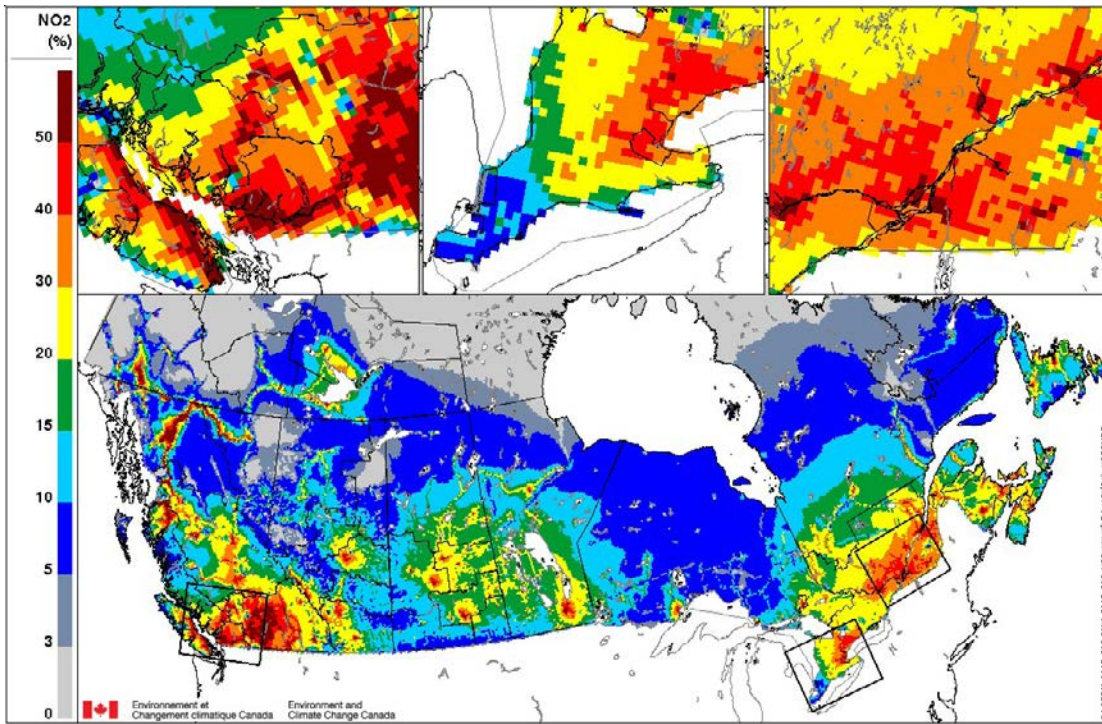 NO2
(%)
50
40
30
20
15
10
5
3
0
Environnement et
Changement climatique Canada
Environment and
Climate Change Canada